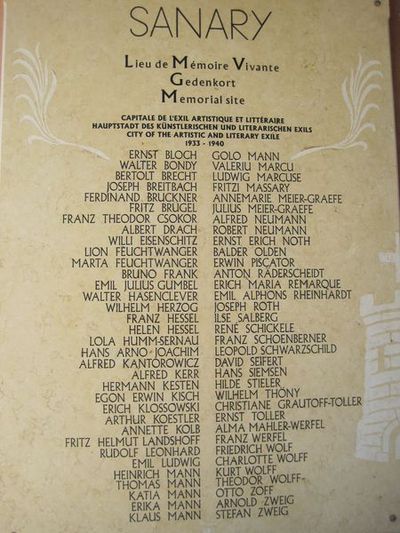 SANARY
Lieu de Mémoire Vivante
Gedenkort
Memorial site
CAPITALE DE L'EXIL ARTISTIQUE ET LITTÉRAIRE
HAUPTSTADT DES KÜNSTLERISCHEN UND LITERARISCHEN EXILS
CITY OF THE ARTISTIC AND LITERARY EXILE
1933 - 1940
ERNST BLOCH
WALTER BONDY
BERTOLT BRECHT
JOSEPH BREITBACH
FERDINAND BRUCKNER
FRITZ BRÜGEL
FRANZ THEODOR CSOKOR
ALBERT DRACH
WILLI EISENSCHITZ
LION FEUCHTWANGER
MARTA FEUCHTWANGER
BRUNO FRANK
EMIL JULIUS GUMBEL
WALTER HASENCLEVER
WILHELM HERZOG
FRANZ HESSEL
HELEN HESSEL
LOLA HUMM-SERNAU
HANS ARNO JOACHIM
ALFRED KANTOROWICZ
ALFRED KERR
HERMANN KESTEN
EGON ERWIN KISCH
ERICH KLOSSOWSKI
ARTHUR KOESTLER
ANNETTE KOLB
FRITZ HELMUT LANDSHOFF
RUDOLF LEONHARD
EMIL LUDWIG
HEINRICH MANN
THOMAS MANN
KATIA MANN
ERIKA MANN
KLAUS MANN
GOLO MANN
VALERIU MARCU
LUDWIG MARCUSE
FRITZI MASSARY
ANNEMARIE MEIER-GRAEFE
JULIUS MEIER-GRAEFE
ALFRED NEUMANN
ROBERT NEUMANN
ERNST ERICH NOTH
BALDER OLDEN
ERWIN PISCATOR
ANTON RÄDERSCHEIDT
ERICH MARIA REMARQUE
EMIL ALPHONS RHEINHARDT
JOSEPH ROTH
ILSE SALBERG
RENÉ SCHICKELE
FRANZ SCHOENBERNER
LEOPOLD SCHWARZSCHILD
DAVID SEIFERT
HANS SIEMSEN
HILDE STIELER
WILHELM THÖNY
CHRISTIANE GRAUTOFF-TOLLER
ERNST TOLLER
ALMA MAHLER-WERFEL
FRANZ WERFEL
FRIEDRICH WOLF
CHARLOTTE WOLFF
KURT WOLFF
THEODOR WOLFF
OTTO ZOFF
ARNOLD ZWEIG
STEFAN ZWEIG